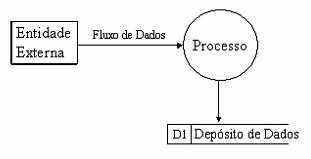 Entidade
Externa
Fluxo de Dados
Processo
D1 Depósito de Dados